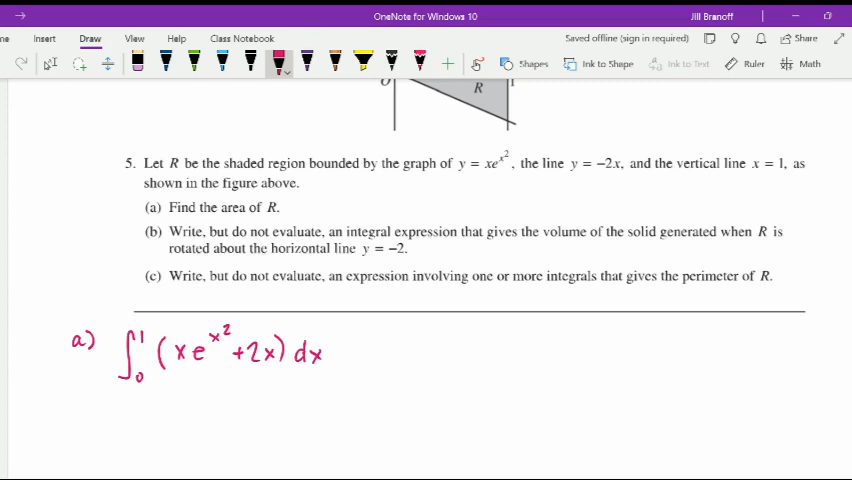 OneNote for Windows 10
Jill Branoff
me Insert Draw View Help Class Notebook
Saved offline (sign in required) Share
Shapes Ink to Shape Ink to Text Ruler Math
O R 1
5. Let R be the shaded region bounded by the graph of y = xe^{x^2}, the line y = −2x, and the vertical line x = 1, as
shown in the figure above.
(a) Find the area of R.
(b) Write, but do not evaluate, an integral expression that gives the volume of the solid generated when R is
rotated about the horizontal line y = −2.
(c) Write, but do not evaluate, an expression involving one or more integrals that gives the perimeter of R.
a) ∫_0^1 (xe^{x^2} + 2x) dx